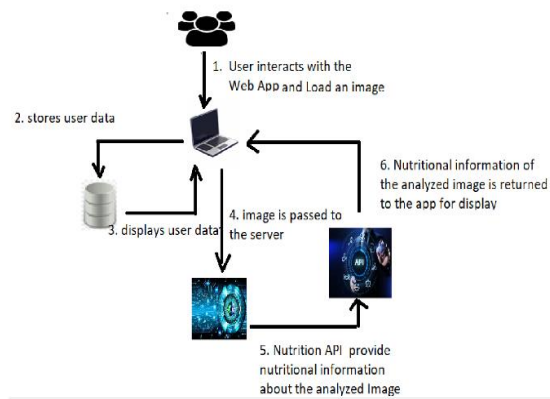 1. User interacts with the
Web App and Load an image
2. stores user data
3. displays user data
4. image is passed to
the server
API
5. Nutrition API provide
nutritional information
about the analyzed Image
6. Nutritional information of
the analyzed image is returned
to the app for display